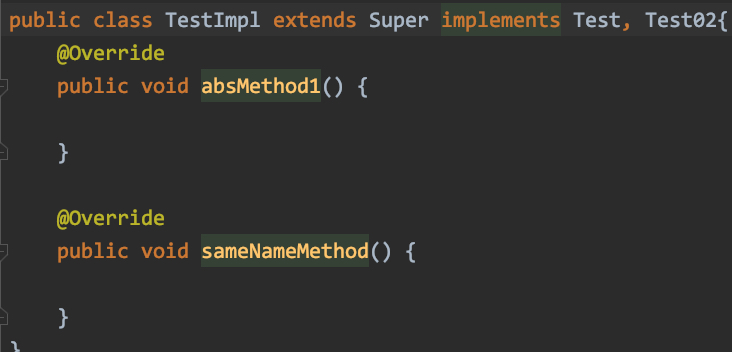 public class TestImpl extends Super implements Test, Test02{
@Override
public void absMethod1() {
}
@Override
public void sameNameMethod() {
}
}